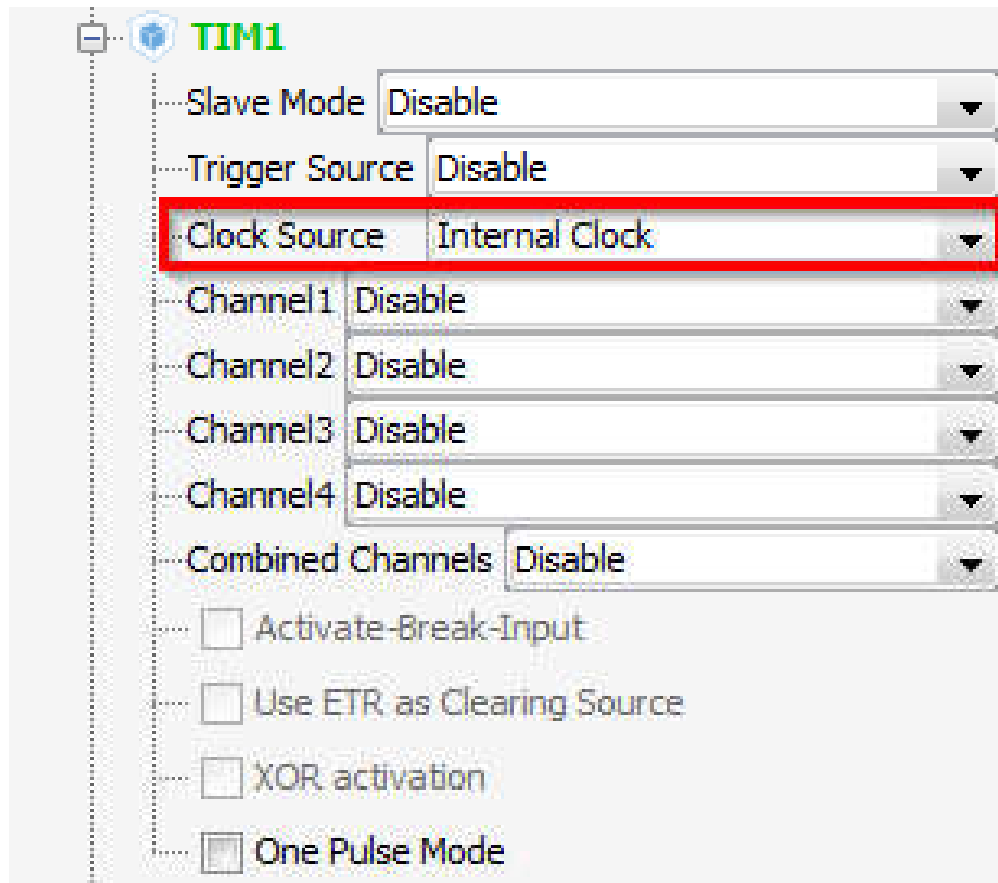 TIM1
Slave Mode Disable
Trigger Source Disable
Clock Source Internal Clock
Channel1 Disable
Channel2 Disable
Channel3 Disable
Channel4 Disable
Combined Channels Disable
Activate-Break-Input
Use ETR as Clearing Source
XOR activation
One Pulse Mode